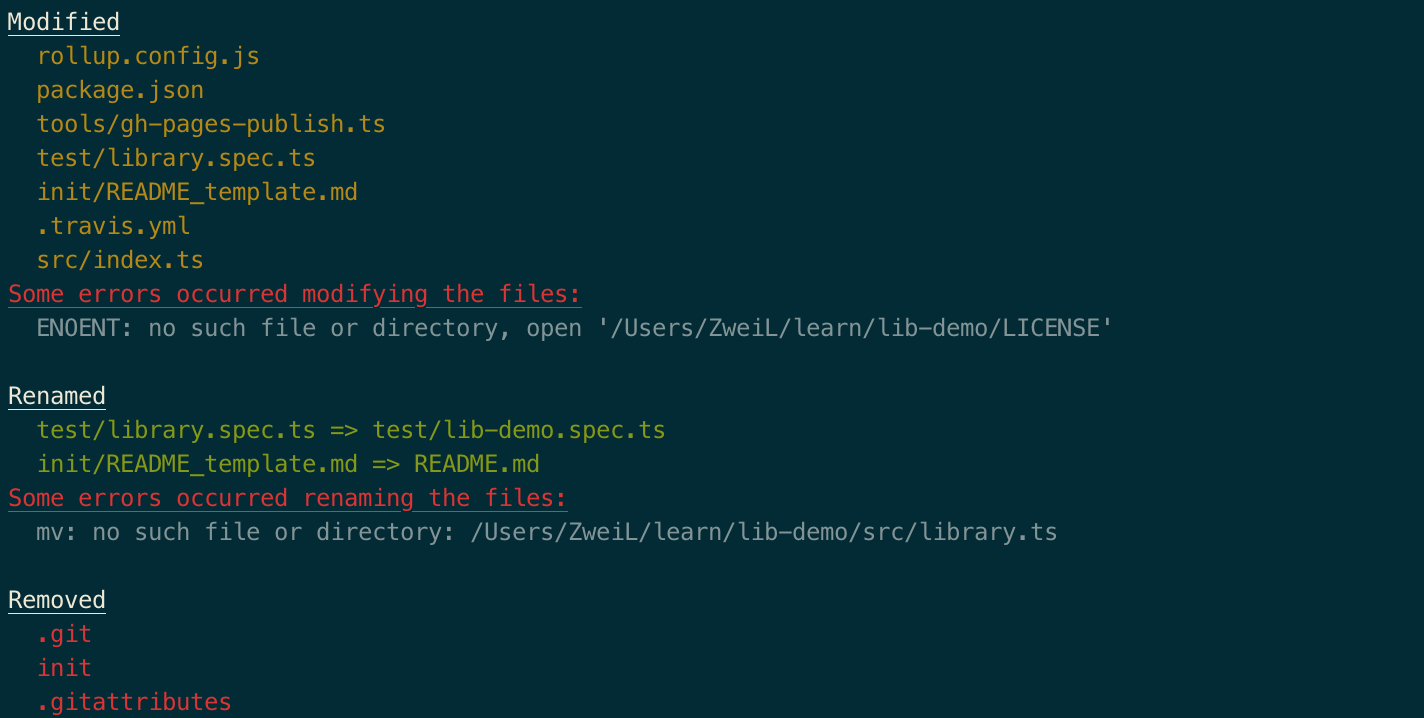 Modified
rollup.config.js
package.json
tools/gh-pages-publish.ts
test/library.spec.ts
init/README_template.md
.travis.yml
src/index.ts
Some errors occurred modifying the files:
ENOENT: no such file or directory, open '/Users/ZweiL/learn/lib-demo/LICENSE'
Renamed
test/library.spec.ts => test/lib-demo.spec.ts
init/README_template.md => README.md
Some errors occurred renaming the files:
mv: no such file or directory: /Users/ZweiL/learn/lib-demo/src/library.ts
Removed
.git
init
.gitattributes